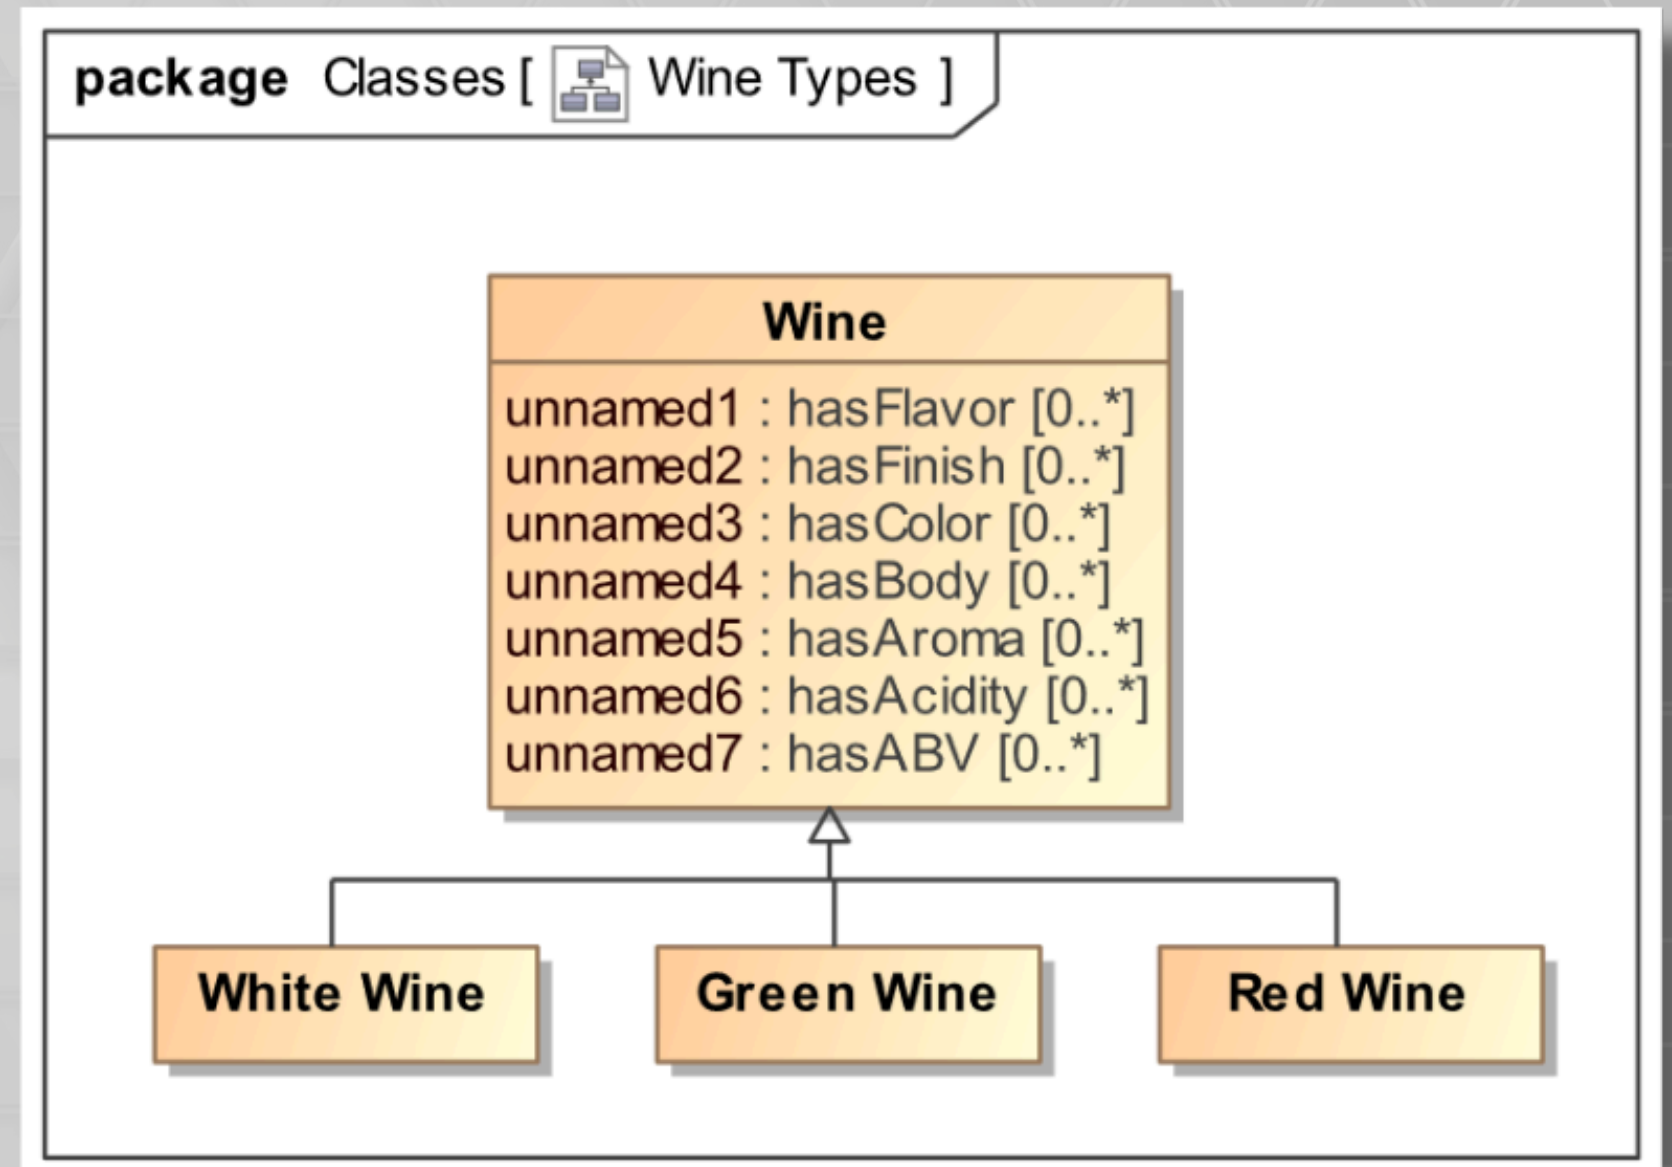 package Classes [ Wine Types ]
Wine
unnamed1 : hasFlavor [0..*]
unnamed2 : hasFinish [0..*]
unnamed3 : hasColor [0..*]
unnamed4 : hasBody [0..*]
unnamed5 : hasAroma [0..*]
unnamed6 : hasAcidity [0..*]
unnamed7 : hasABV [0..*]
White Wine
Green Wine
Red Wine